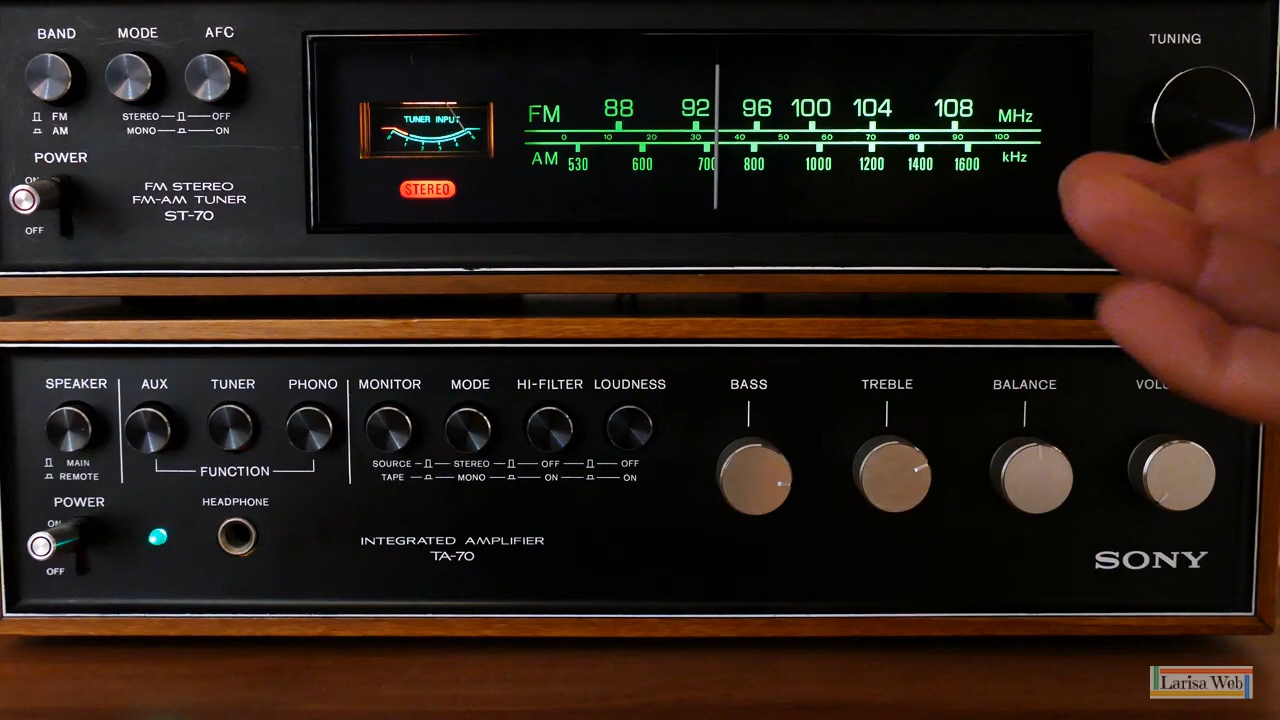 BAND MODE AFC TUNING
FM STEREO OFF
AM MONO ON
POWER
ON
OFF
FM STEREO
FM-AM TUNER
ST-70
TUNER INPUT
STEREO
FM 88 92 96 100 104 108 MHz
0 10 20 30 40 50 60 70 80 90 100
AM 530 600 700 800 1000 1200 1400 1600 kHz
SPEAKER AUX TUNER PHONO MONITOR MODE HI-FILTER LOUDNESS BASS TREBLE BALANCE
MAIN SOURCE STEREO OFF OFF
REMOTE FUNCTION TAPE MONO ON ON
POWER HEADPHONE
ON
OFF
INTEGRATED AMPLIFIER
TA-70
SONY
Larisa Web